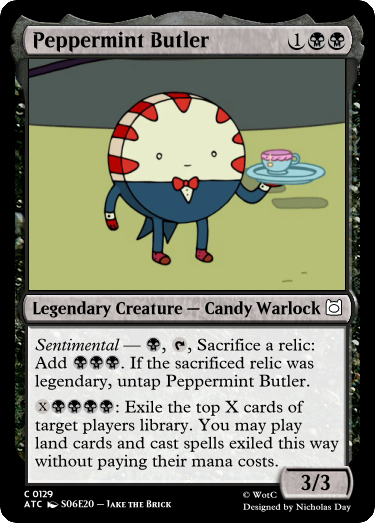 Peppermint Butler 1
Legendary Creature — Candy Warlock
Sentimental — , , Sacrifice a relic:
Add . If the sacrificed relic was
legendary, untap Peppermint Butler.
X: Exile the top X cards of
target players library. You may play
land cards and cast spells exiled this way
without paying their mana costs.
3/3
C 0129
ATC S06E20 — Jake the Brick
© WotC
Designed by Nicholas Day